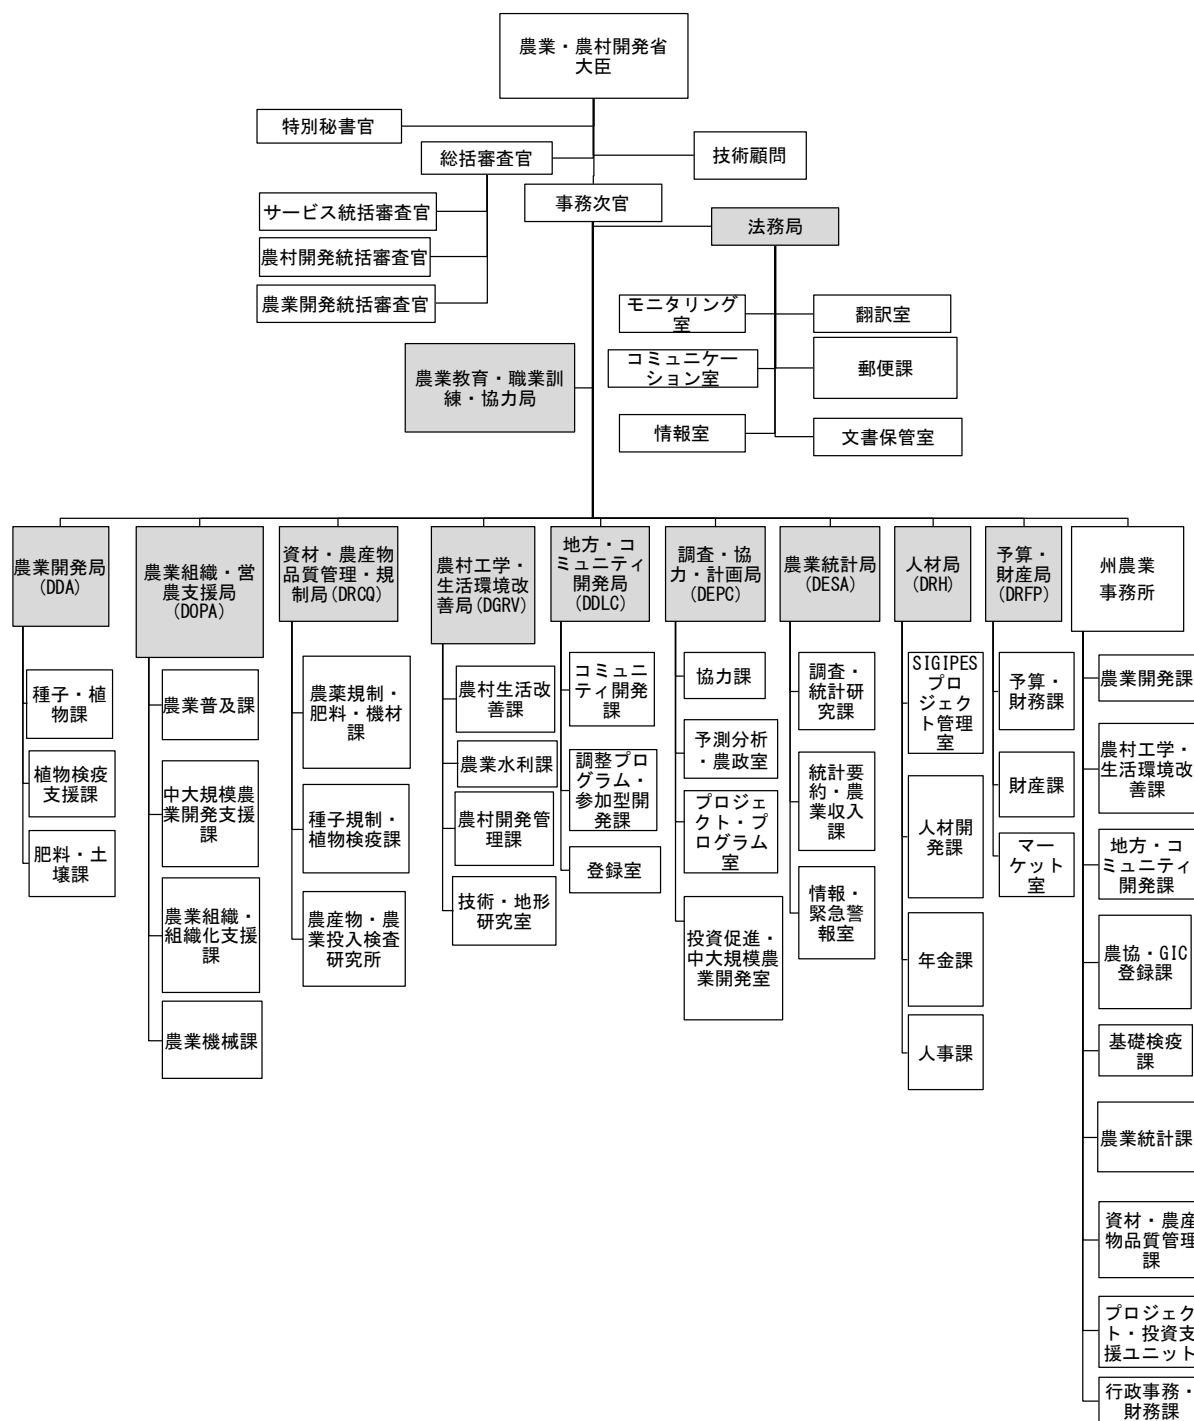 農業・農村開発省
大臣
特別秘書官
総括審査官
技術顧問
サービス統括審査官
農村開発統括審査官
農業開発統括審査官
事務次官
法務局
モニタリング
室
翻訳室
コミュニケー
ション室
郵便課
情報室
文書保管室
農業教育・職業訓
練・協力局
農業開発局
(DDA)
種子・植
物課
植物検疫
支援課
肥料・土
壌課
農業組織・営
農支援局
(DOPA)
農業普及課
中大規模農
業開発支援
課
農業組織・
組織化支援
課
農業機械課
資材・農産物
品質管理・規
制局(DRCQ)
農薬規制・
肥料・機材
課
種子規制・
植物検疫課
農産物・農
業投入検査
研究所
農村工学・
生活環境改
善局(DGRV)
農村生活改
善課
農業水利課
農村開発管
理課
技術・地形
研究室
地方・コ
ミュニティ
開発局
(DDLC)
コミュニ
ティ開発
課
調整プロ
グラム・
参加型開
発課
登録室
調査・協
力・計画局
(DEPC)
協力課
予測分析
・農政室
プロジェク
ト・プロ
グラム
室
投資促進・
中大規模農
業開発室
農業統計局
(DESA)
調査・
統計研
究課
統計要
約・農
業収入
課
情報・
緊急警
報室
人材局
(DRH)
SIGIPES
プロ
ジェク
ト管理
室
人材開
発課
年金課
人事課
予算・
財産局
(DRFP)
予算・
財務課
財産課
マー
ケット
室
州農業
事務所
農業開発課
農村工学・
生活環境改
善課
地方・コ
ミュニティ
開発課
農協・GIC
登録課
基礎検疫
課
農業統計課
資材・農産
物品質管理
課
プロジェク
ト・投資支
援ユニット
行政事務・
財務課